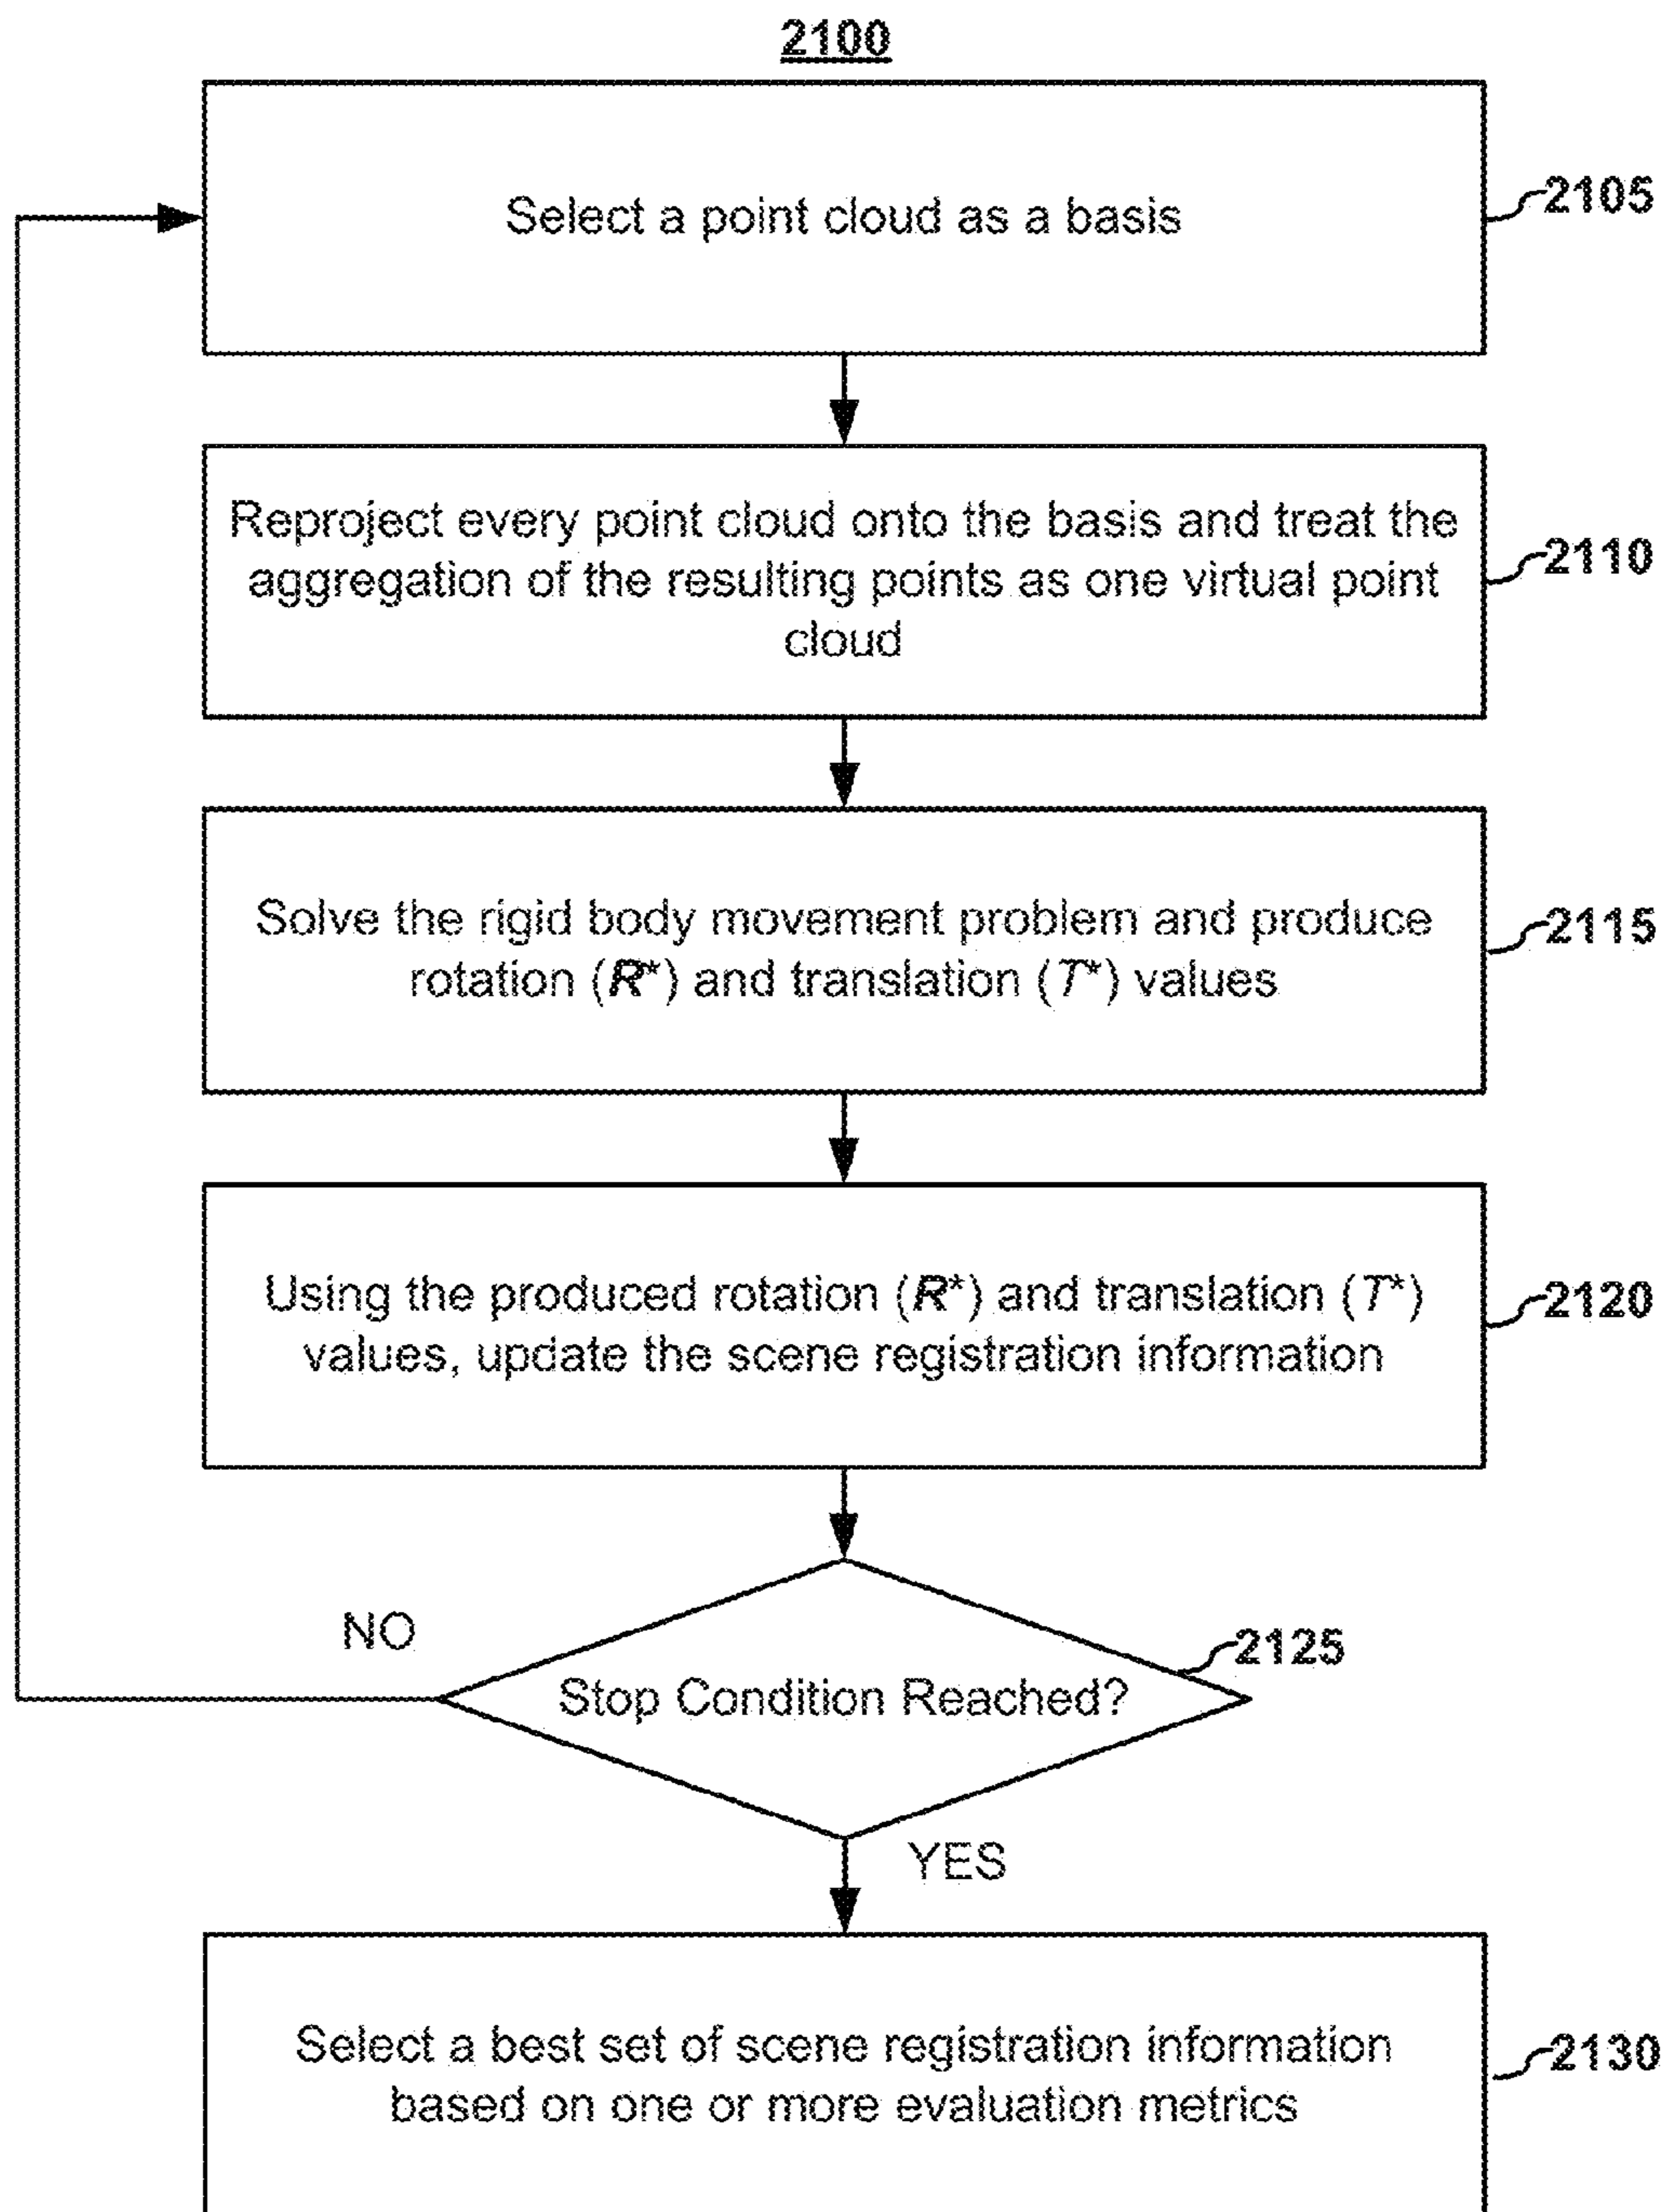 2100
Select a point cloud as a basis
2105
Reproject every point cloud onto the basis and treat the
aggregation of the resulting points as one virtual point
cloud
2110
Solve the rigid body movement problem and produce
rotation (R*) and translation (T*) values
2115
Using the produced rotation (R*) and translation (T*)
values, update the scene registration information
2120
NO
Stop Condition Reached?
2125
YES
Select a best set of scene registration information
based on one or more evaluation metrics
2130